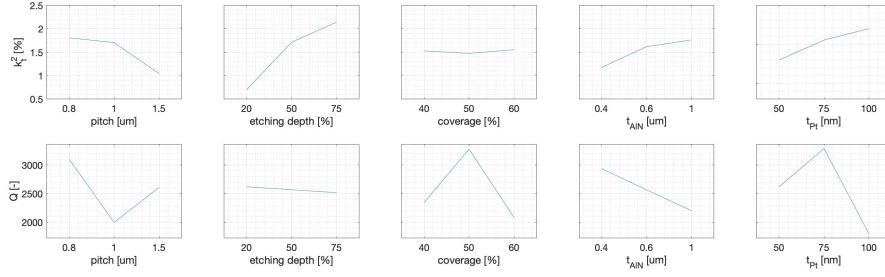 2.5
2
1.5
1
0.5
k_t^2 [%]
0.8 1 1.5
pitch [um]
20 50 75
etching depth [%]
40 50 60
coverage [%]
0.4 0.6 1
t_AlN [um]
50 75 100
t_Pt [nm]
3000
2500
2000
Q [-]
0.8 1 1.5
pitch [um]
20 50 75
etching depth [%]
40 50 60
coverage [%]
0.4 0.6 1
t_AlN [um]
50 75 100
t_Pt [nm]